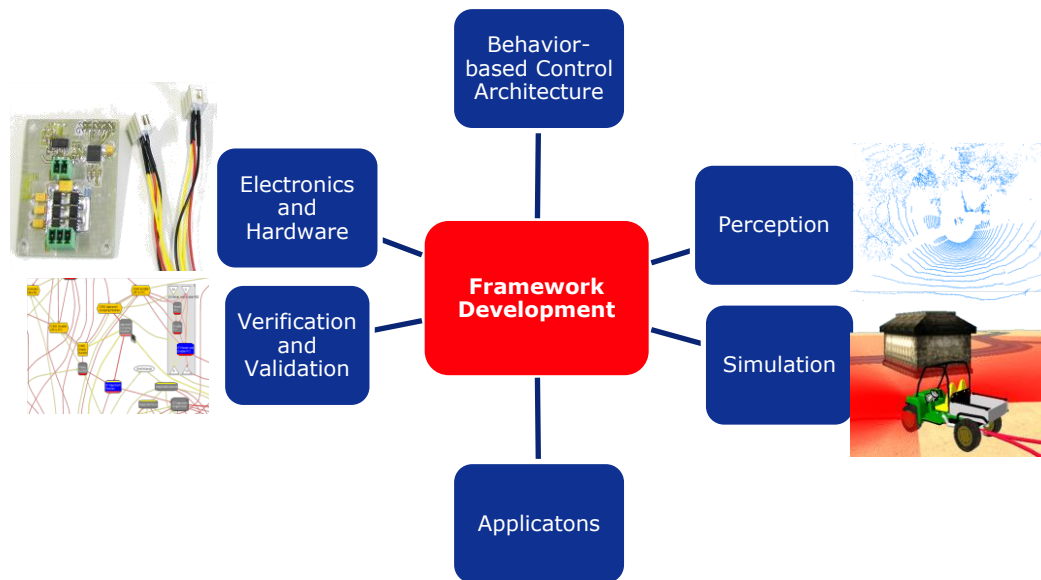 Behavior-
based Control
Architecture
Electronics
and
Hardware
Perception
Framework
Development
Verification
and
Validation
Simulation
Applicatons